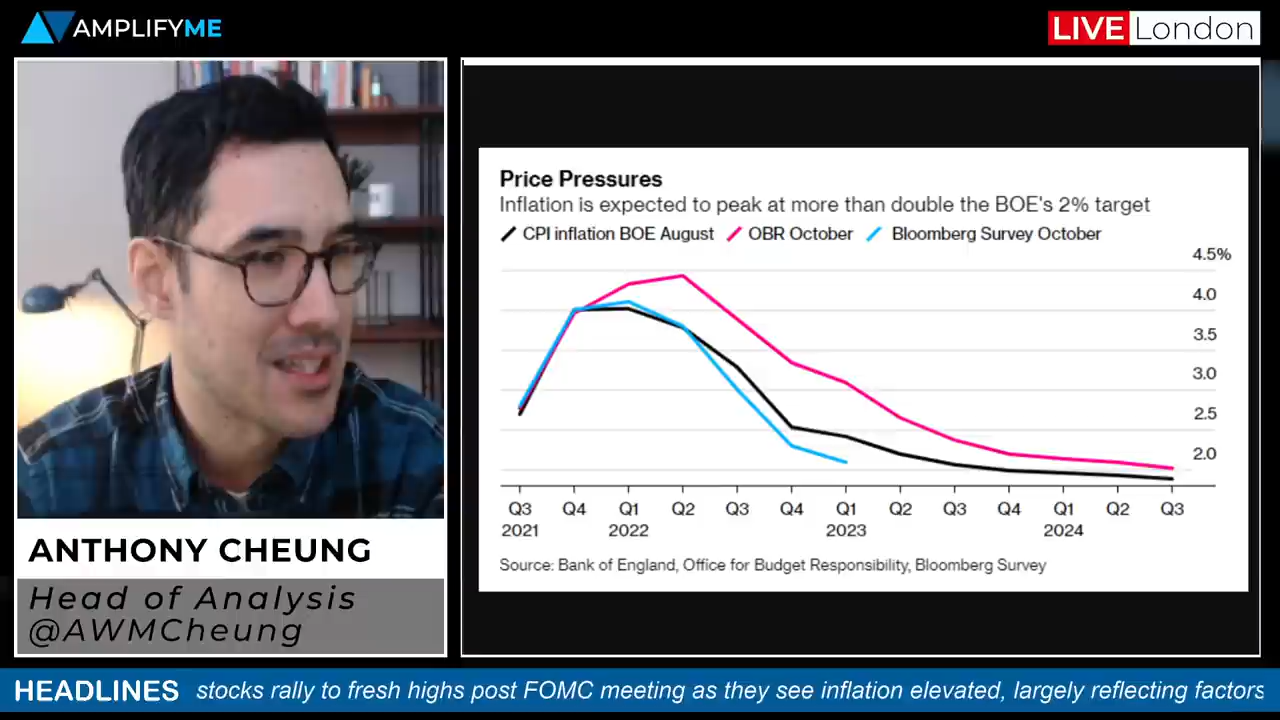 AMPLIFYME
LIVE London
Price Pressures
Inflation is expected to peak at more than double the BOE's 2% target
CPI inflation BOE August OBR October Bloomberg Survey October
4.5%
4.0
3.5
3.0
2.5
2.0
Q3 Q4 Q1 Q2 Q3 Q4 Q1 Q2 Q3 Q4 Q1 Q2 Q3
2021 2022 2023 2024
Source: Bank of England, Office for Budget Responsibility, Bloomberg Survey
ANTHONY CHEUNG
Head of Analysis
@AWMCheung
HEADLINES stocks rally to fresh highs post FOMC meeting as they see inflation elevated, largely reflecting factors